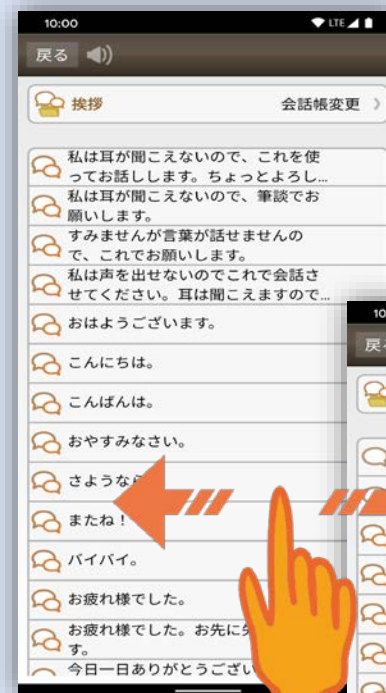 10:00 LTE
戻る
挨拶 会話帳変更
私は耳が聞こえないので、これを使
ってお話しします。ちょっとよろし...
私は耳が聞こえないので、筆談でお
願いします。
すみませんが言葉が話せませんの
で、これでお願いします。
私は声を出せないのでこれで会話さ
せてください。耳は聞こえますので...
おはようございます。
こんにちは。
こんばんは。
おやすみなさい。
さような
またね!
バイバイ。
お疲れ様でした。
お疲れ様でした。お先に
す。
今日一日ありがとうござい
10
戻